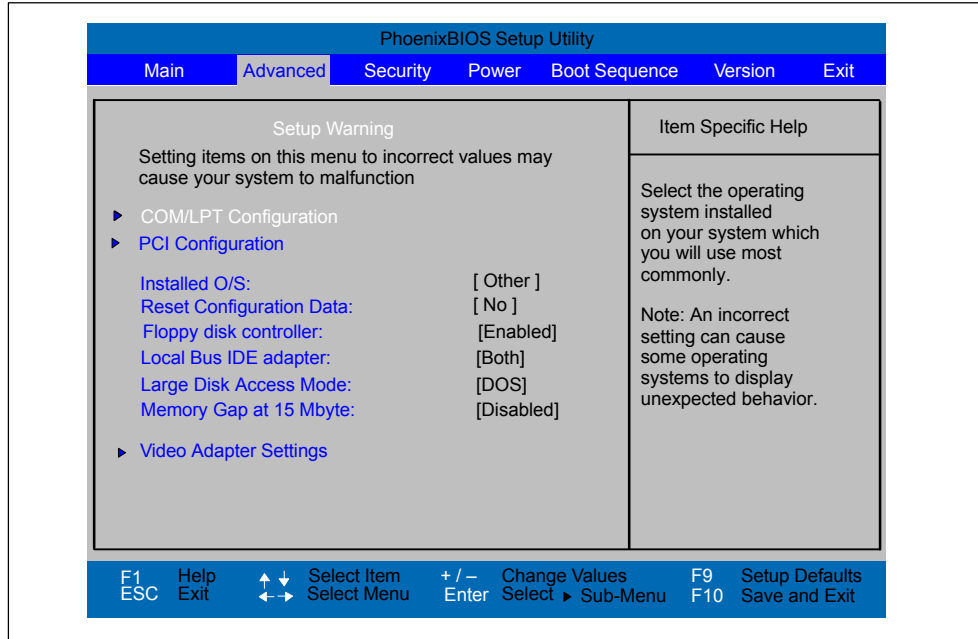 PhoenixBIOS Setup Utility
Main Advanced Security Power Boot Sequence Version Exit
Setup Warning
Setting items on this menu to incorrect values may
cause your system to malfunction
COM/LPT Configuration
PCI Configuration
Installed O/S: [ Other ]
Reset Configuration Data: [ No ]
Floppy disk controller: [Enabled]
Local Bus IDE adapter: [Both]
Large Disk Access Mode: [DOS]
Memory Gap at 15 Mbyte: [Disabled]
Video Adapter Settings
Item Specific Help
Select the operating
system installed
on your system which
you will use most
commonly.
Note: An incorrect
setting can cause
some operating
systems to display
unexpected behavior.
F1 Help Select Item + / – Change Values F9 Setup Defaults
ESC Exit Select Menu Enter Select Sub-Menu F10 Save and Exit